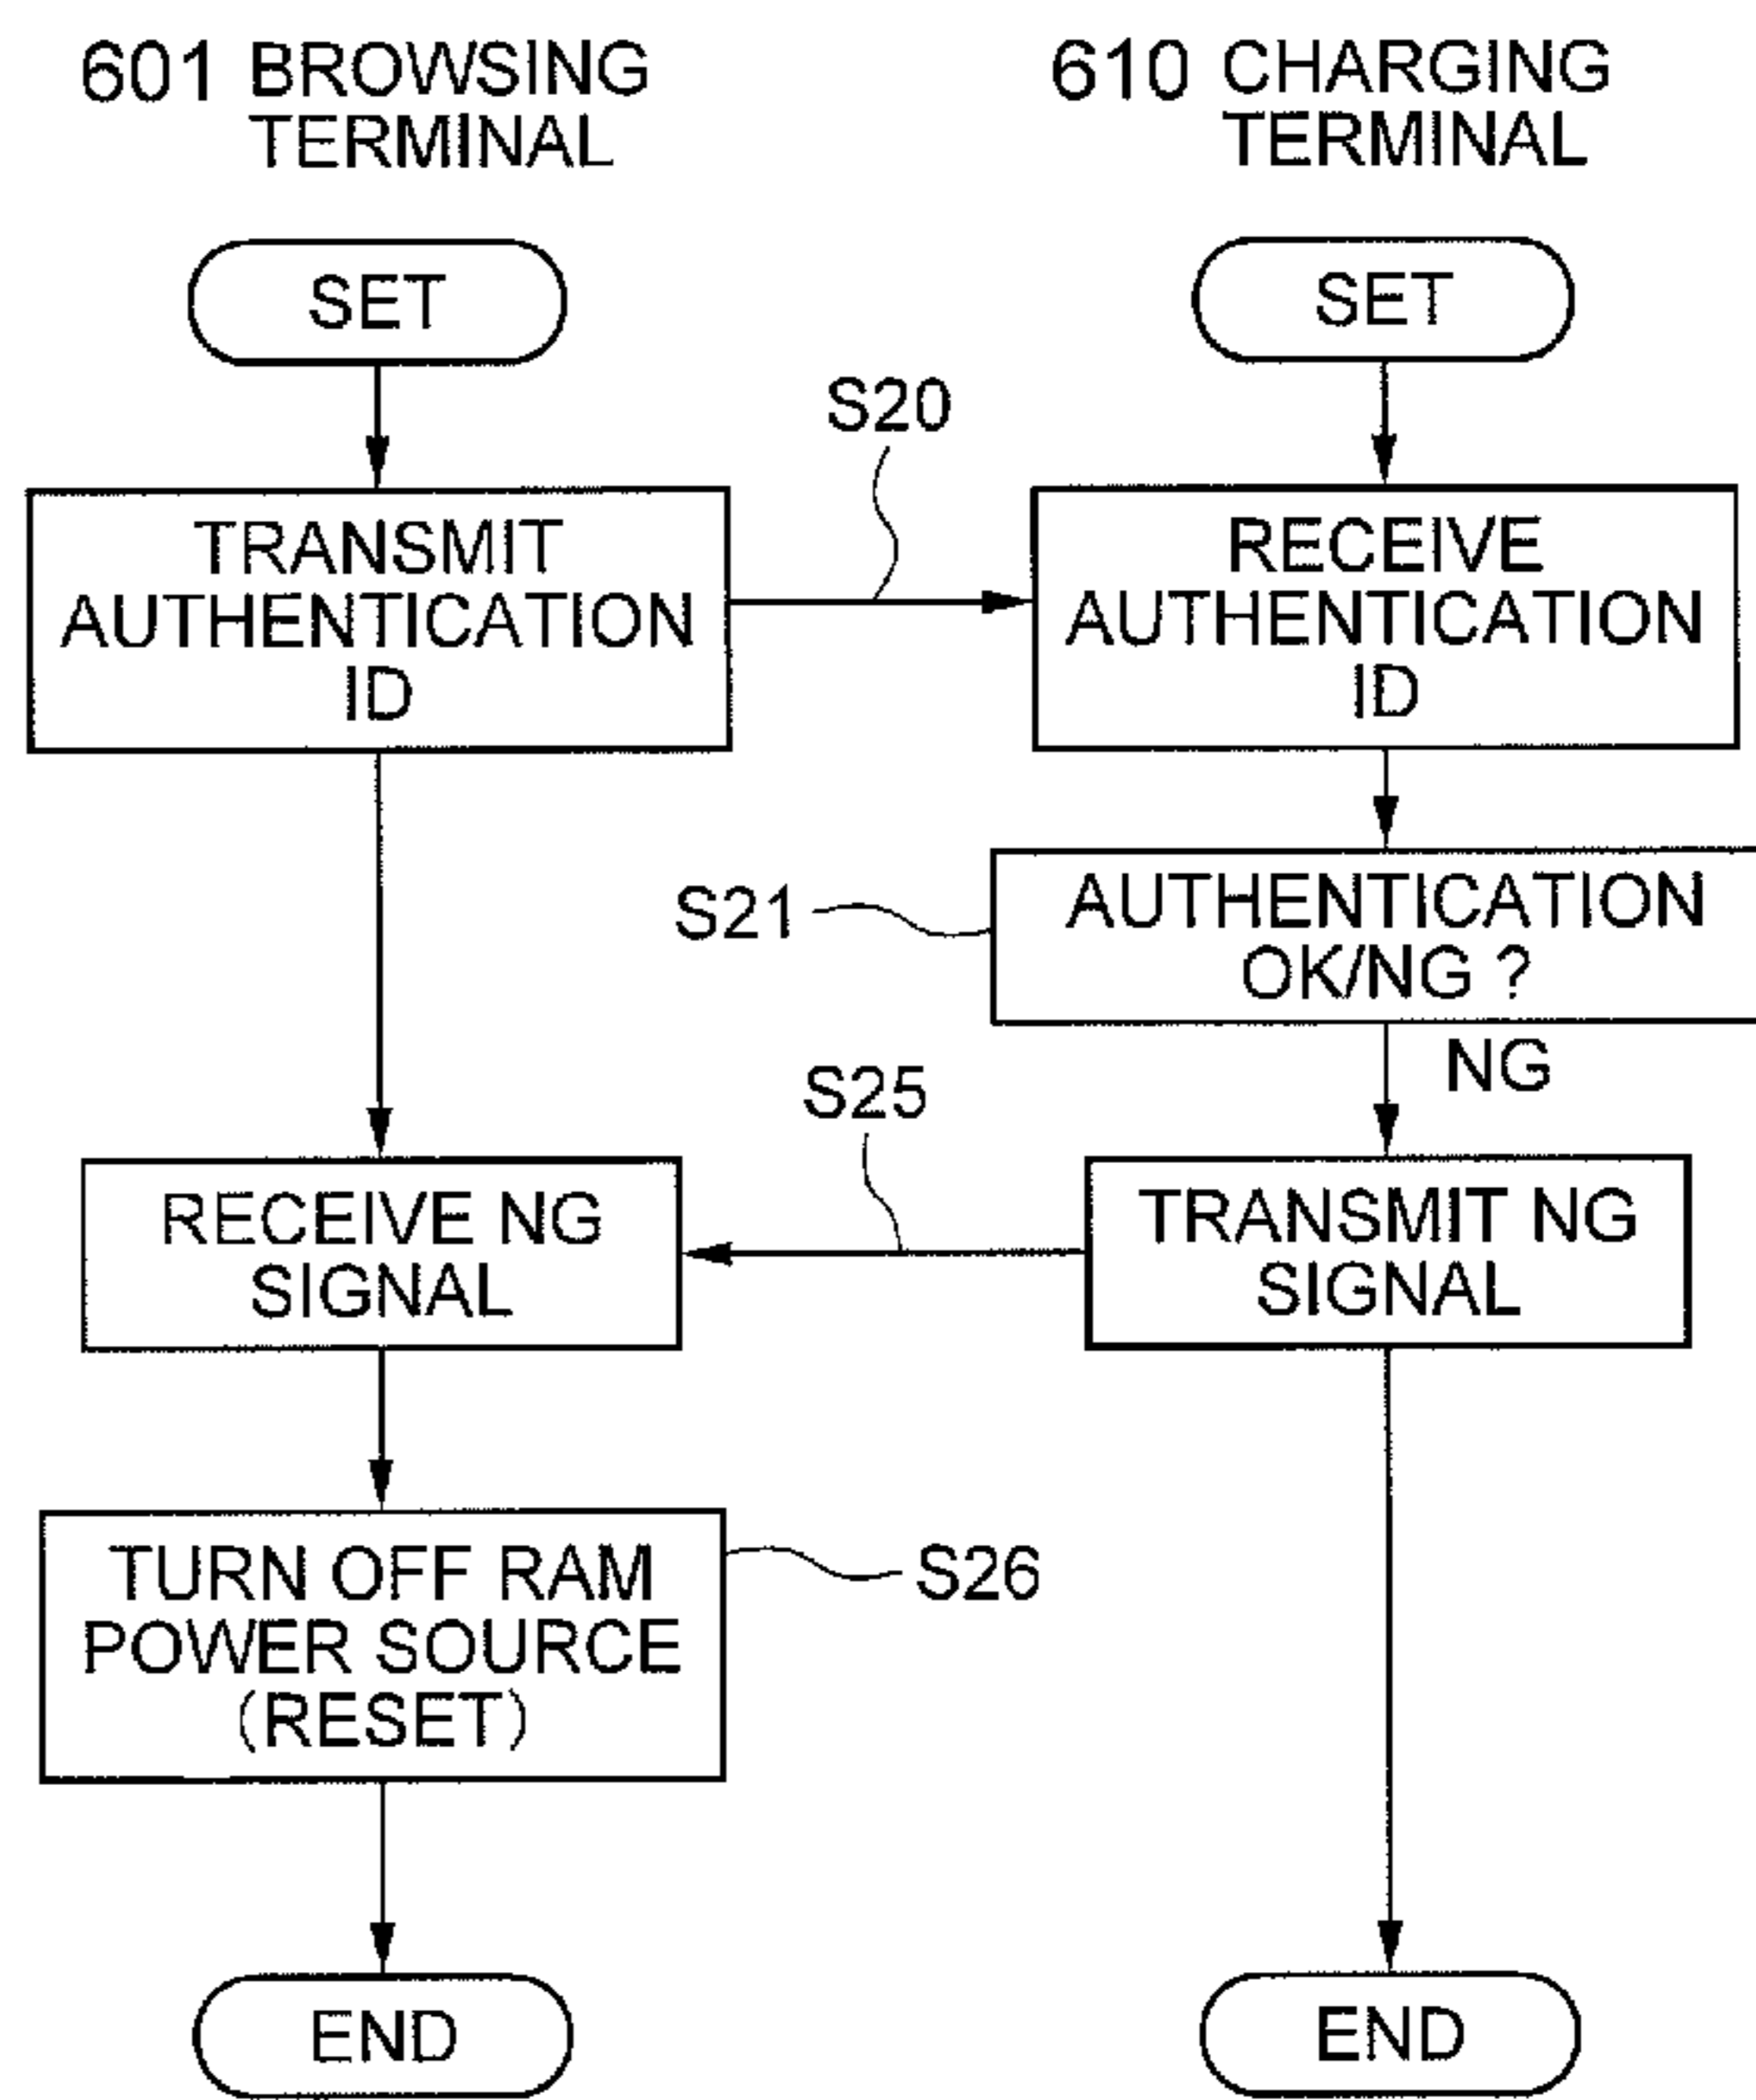 601 BROWSING
TERMINAL
610 CHARGING
TERMINAL
SET
SET
S20
TRANSMIT
AUTHENTICATION
ID
RECEIVE
AUTHENTICATION
ID
S21
AUTHENTICATION
OK/NG ?
NG
S25
RECEIVE NG
SIGNAL
TRANSMIT NG
SIGNAL
TURN OFF RAM
POWER SOURCE
(RESET)
S26
END
END